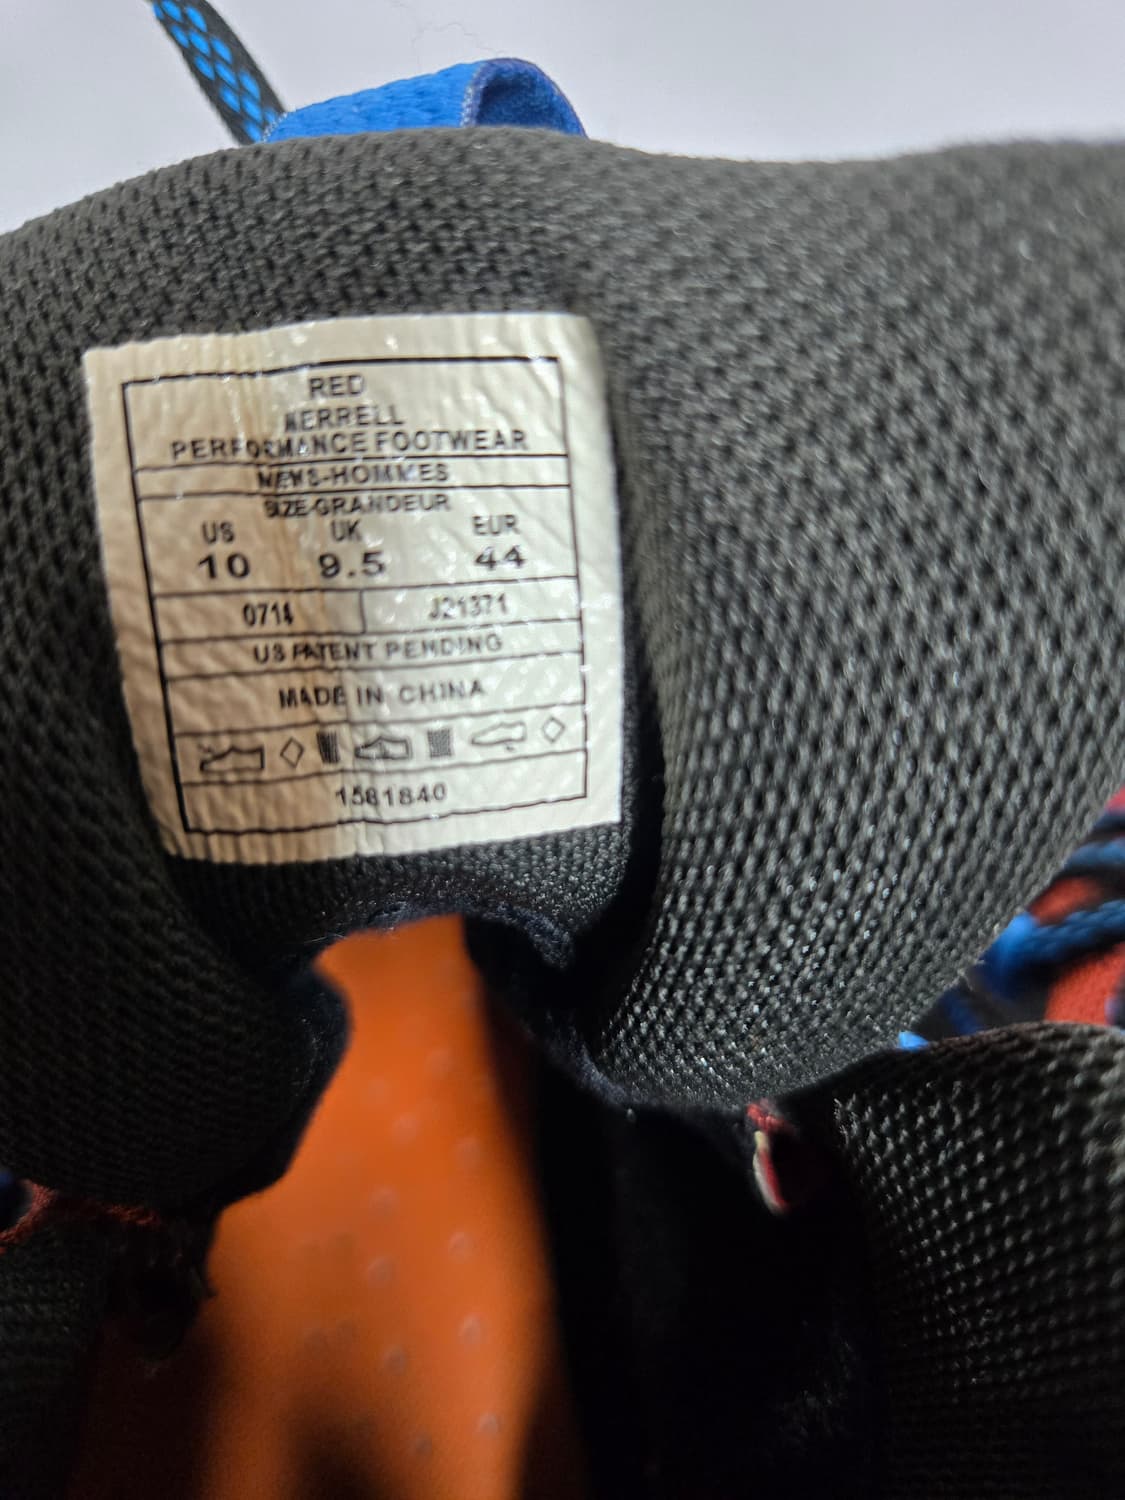 RED
MERRELL
PERFORMANCE FOOTWEAR
MENS-HOMMES
SIZE-GRANDEUR
US UK EUR
10 9.5 44
0714 J21371
US PATENT PENDING
MADE IN CHINA
1581840